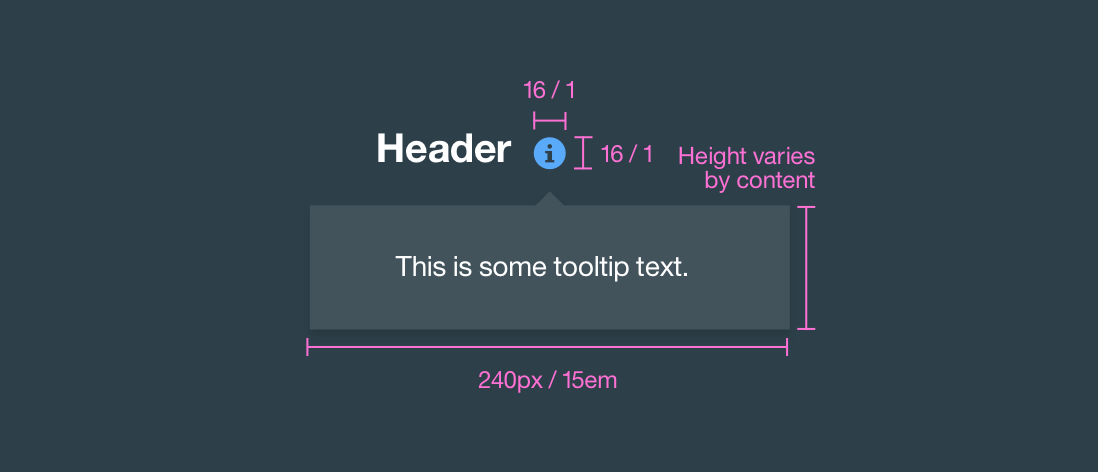 16 / 1
Header
16 / 1
Height varies
by content
This is some tooltip text.
240px / 15em